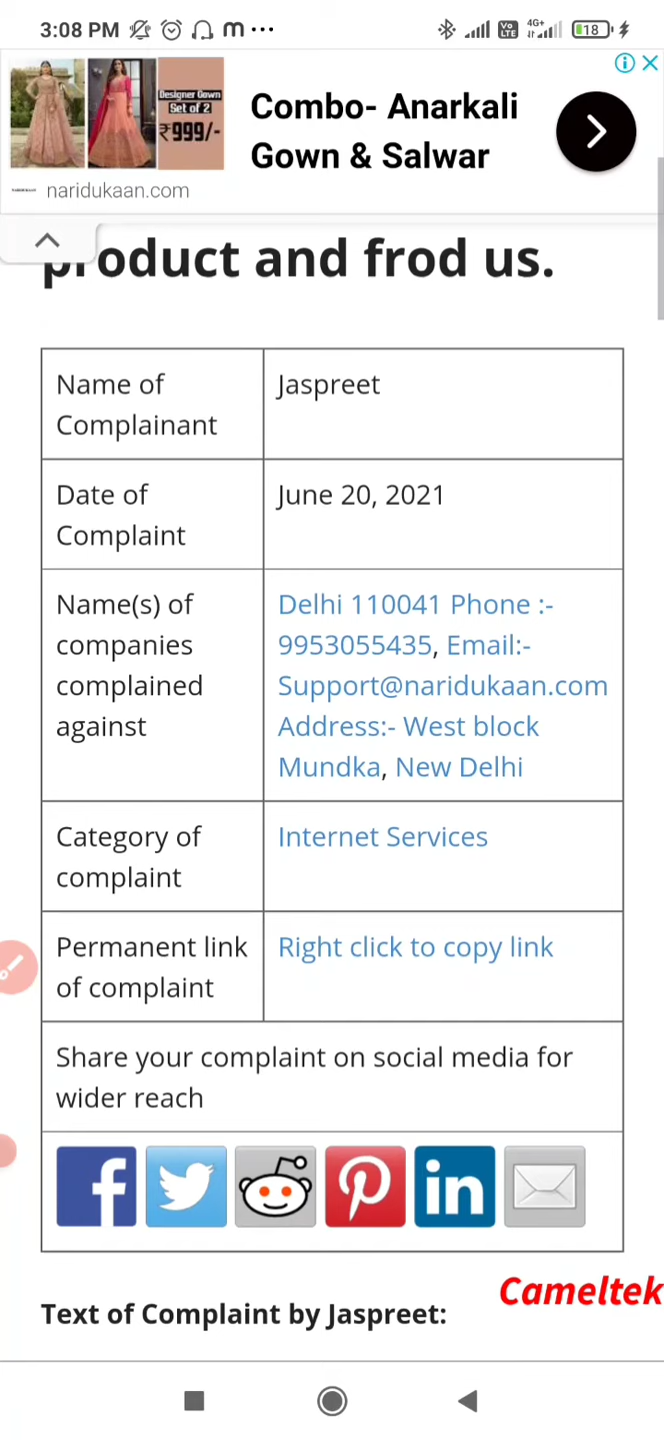 3:08 PM
m
Vo
LTE
4G+
18
Designer Gown
Set of 2
₹999/-
Combo- Anarkali
Gown & Salwar
naridukaan.com
product and frod us.
Name of
Complainant
Jaspreet
Date of
Complaint
June 20, 2021
Name(s) of
companies
complained
against
Delhi 110041 Phone :-
9953055435, Email:-
Support@naridukaan.com
Address:- West block
Mundka, New Delhi
Category of
complaint
Internet Services
Permanent link
of complaint
Right click to copy link
Share your complaint on social media for
wider reach
f
P
in
Cameltek
Text of Complaint by Jaspreet: